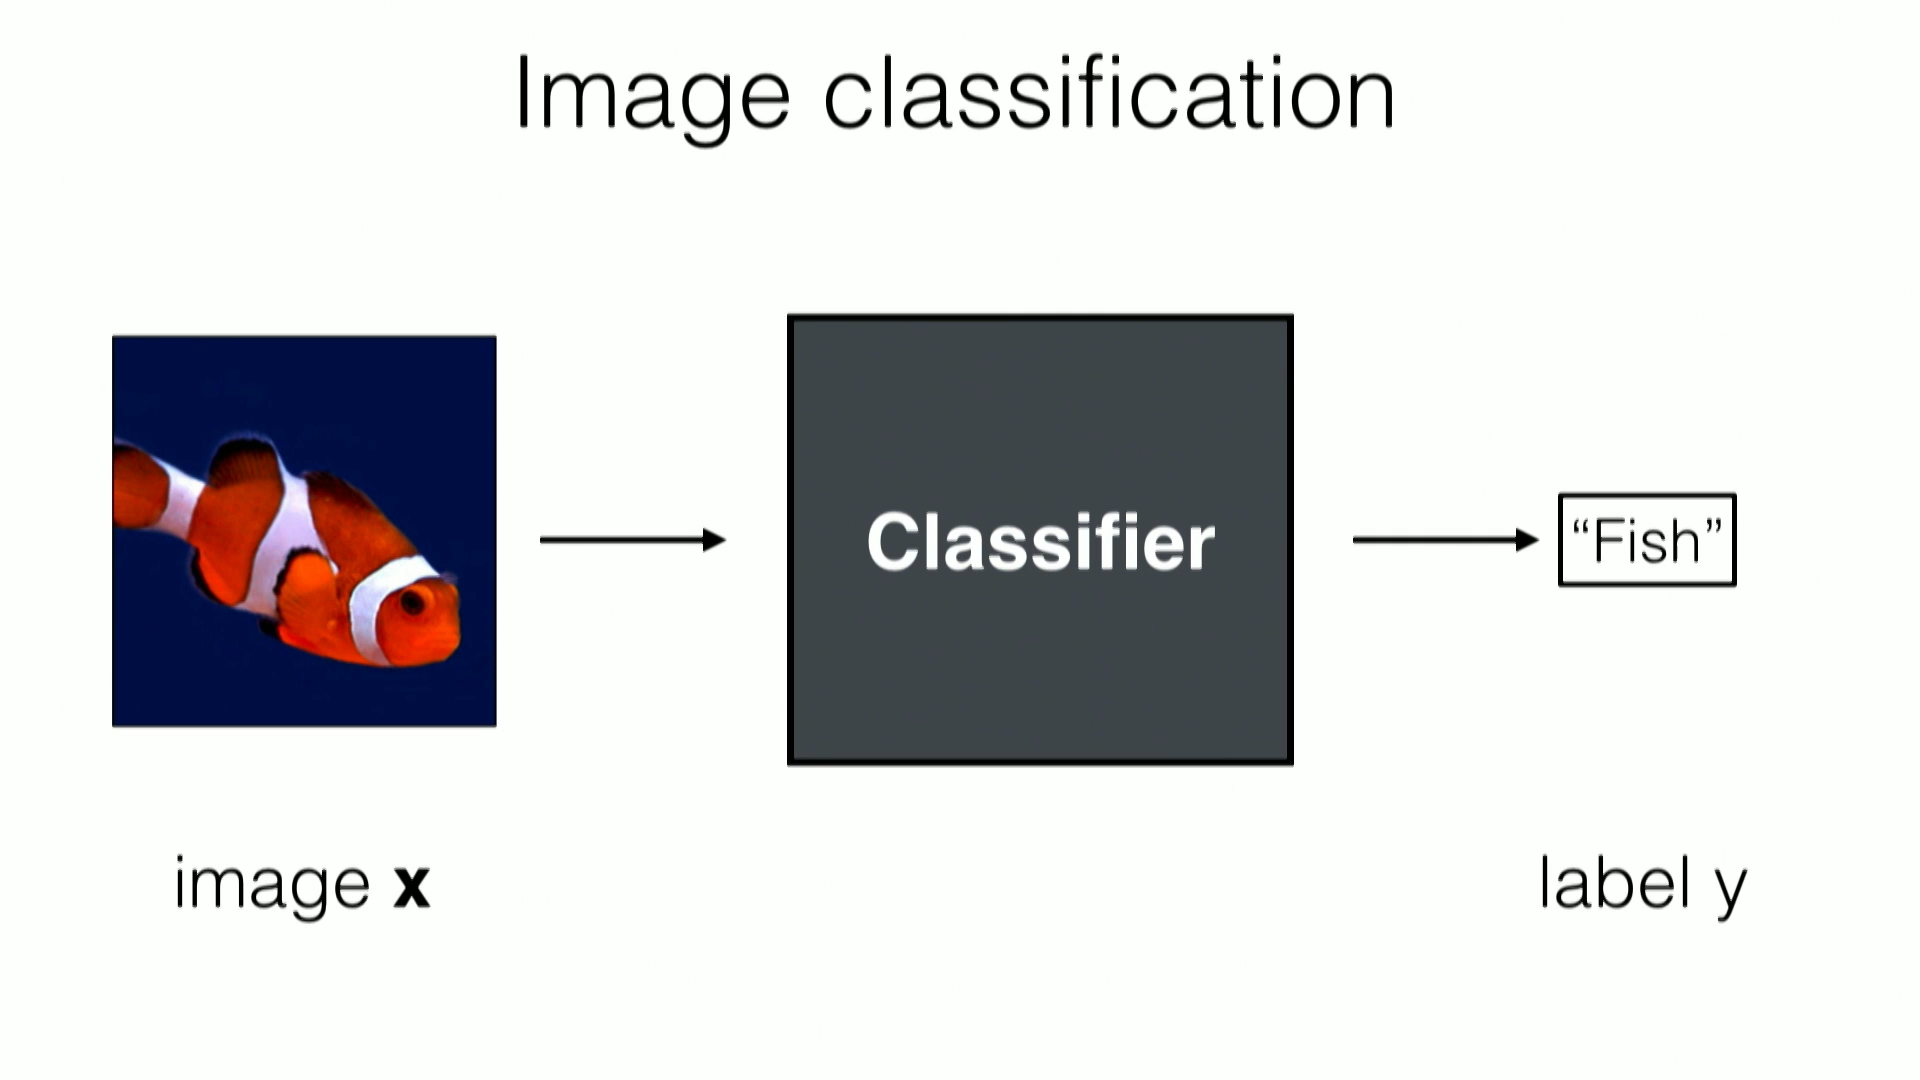 Image classification
Classifier
“Fish”
image x
label y